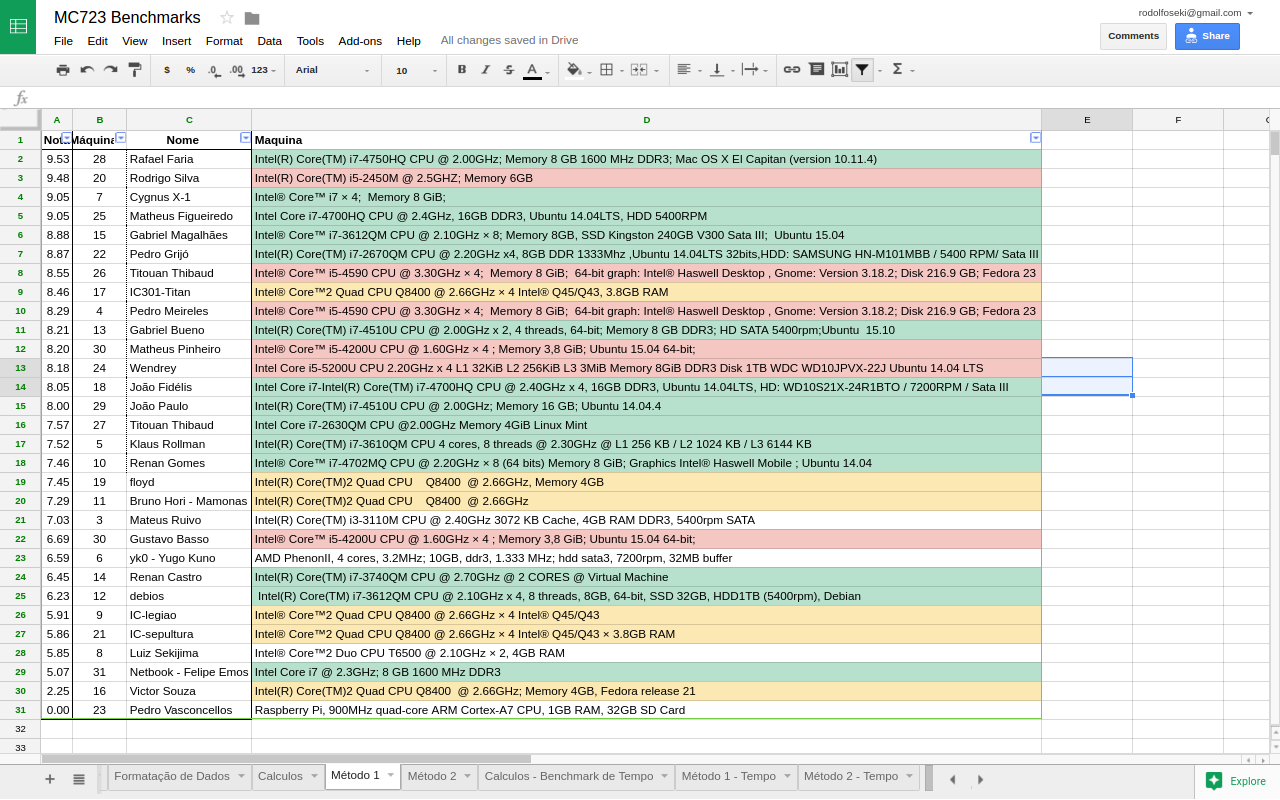 MC723 Benchmarks
rodolfoseki@gmail.com
File Edit View Insert Format Data Tools Add-ons Help All changes saved in Drive
Comments Share
$ % .0 .00 123 Arial 10 B I S A Σ
fx
A B C D E F
1 Not Máquina Nome Maquina
2 9.53 28 Rafael Faria Intel(R) Core(TM) i7-4750HQ CPU @ 2.00GHz; Memory 8 GB 1600 MHz DDR3; Mac OS X El Capitan (version 10.11.4)
3 9.48 20 Rodrigo Silva Intel(R) Core(TM) i5-2450M @ 2.5GHZ; Memory 6GB
4 9.05 7 Cygnus X-1 Intel® Core™ i7 × 4;  Memory 8 GiB;
5 9.05 25 Matheus Figueiredo Intel Core i7-4700HQ CPU @ 2.4GHz, 16GB DDR3, Ubuntu 14.04LTS, HDD 5400RPM
6 8.88 15 Gabriel Magalhães Intel® Core™ i7-3612QM CPU @ 2.10GHz × 8; Memory 8GB, SSD Kingston 240GB V300 Sata III;  Ubuntu 15.04
7 8.87 22 Pedro Grijó Intel(R) Core(TM) i7-2670QM CPU @ 2.20GHz x4, 8GB DDR 1333Mhz ,Ubuntu 14.04LTS 32bits,HDD: SAMSUNG HN-M101MBB / 5400 RPM/ Sata III
8 8.55 26 Titouan Thibaud Intel® Core™ i5-4590 CPU @ 3.30GHz × 4;  Memory 8 GiB;  64-bit graph: Intel® Haswell Desktop , Gnome: Version 3.18.2; Disk 216.9 GB; Fedora 23
9 8.46 17 IC301-Titan Intel® Core™2 Quad CPU Q8400 @ 2.66GHz × 4 Intel® Q45/Q43, 3.8GB RAM
10 8.29 4 Pedro Meireles Intel® Core™ i5-4590 CPU @ 3.30GHz × 4;  Memory 8 GiB;  64-bit graph: Intel® Haswell Desktop , Gnome: Version 3.18.2; Disk 216.9 GB; Fedora 23
11 8.21 13 Gabriel Bueno Intel(R) Core(TM) i7-4510U CPU @ 2.00GHz x 2, 4 threads, 64-bit; Memory 8 GB DDR3; HD SATA 5400rpm;Ubuntu  15.10
12 8.20 30 Matheus Pinheiro Intel® Core™ i5-4200U CPU @ 1.60GHz × 4 ; Memory 3,8 GiB; Ubuntu 15.04 64-bit;
13 8.18 24 Wendrey Intel Core i5-5200U CPU 2.20GHz x 4 L1 32KiB L2 256KiB L3 3MiB Memory 8GiB DDR3 Disk 1TB WDC WD10JPVX-22J Ubuntu 14.04 LTS
14 8.05 18 João Fidélis Intel Core i7-Intel(R) Core(TM) i7-4700HQ CPU @ 2.40GHz x 4, 16GB DDR3, Ubuntu 14.04LTS, HD: WD10S21X-24R1BTO / 7200RPM / Sata III
15 8.00 29 João Paulo Intel(R) Core(TM) i7-4510U CPU @ 2.00GHz; Memory 16 GB; Ubuntu 14.04.4
16 7.57 27 Titouan Thibaud Intel Core i7-2630QM CPU @2.00GHz Memory 4GiB Linux Mint
17 7.52 5 Klaus Rollman Intel(R) Core(TM) i7-3610QM CPU 4 cores, 8 threads @ 2.30GHz @ L1 256 KB / L2 1024 KB / L3 6144 KB
18 7.46 10 Renan Gomes Intel® Core™ i7-4702MQ CPU @ 2.20GHz × 8 (64 bits) Memory 8 GiB; Graphics Intel® Haswell Mobile ; Ubuntu 14.04
19 7.45 19 floyd Intel(R) Core(TM)2 Quad CPU    Q8400  @ 2.66GHz, Memory 4GB
20 7.29 11 Bruno Hori - Mamonas Intel(R) Core(TM)2 Quad CPU    Q8400  @ 2.66GHz
21 7.03 3 Mateus Ruivo Intel(R) Core(TM) i3-3110M CPU @ 2.40GHz 3072 KB Cache, 4GB RAM DDR3, 5400rpm SATA
22 6.69 30 Gustavo Basso Intel® Core™ i5-4200U CPU @ 1.60GHz × 4 ; Memory 3,8 GiB; Ubuntu 15.04 64-bit;
23 6.59 6 yk0 - Yugo Kuno AMD PhenonII, 4 cores, 3.2MHz; 10GB, ddr3, 1.333 MHz; hdd sata3, 7200rpm, 32MB buffer
24 6.45 14 Renan Castro Intel(R) Core(TM) i7-3740QM CPU @ 2.70GHz @ 2 CORES @ Virtual Machine
25 6.23 12 debios Intel(R) Core(TM) i7-3612QM CPU @ 2.10GHz x 4, 8 threads, 8GB, 64-bit, SSD 32GB, HDD1TB (5400rpm), Debian
26 5.91 9 IC-legiao Intel® Core™2 Quad CPU Q8400 @ 2.66GHz × 4 Intel® Q45/Q43
27 5.86 21 IC-sepultura Intel® Core™2 Quad CPU Q8400 @ 2.66GHz × 4 Intel® Q45/Q43 × 3.8GB RAM
28 5.85 8 Luiz Sekijima Intel® Core™2 Duo CPU T6500 @ 2.10GHz × 2, 4GB RAM
29 5.07 31 Netbook - Felipe Emos Intel Core i7 @ 2.3GHz; 8 GB 1600 MHz DDR3
30 2.25 16 Victor Souza Intel(R) Core(TM)2 Quad CPU Q8400  @ 2.66GHz; Memory 4GB, Fedora release 21
31 0.00 23 Pedro Vasconcellos Raspberry Pi, 900MHz quad-core ARM Cortex-A7 CPU, 1GB RAM, 32GB SD Card
32
33
Formatação de Dados Calculos Método 1 Método 2 Calculos - Benchmark de Tempo Método 1 - Tempo Método 2 - Tempo Explore